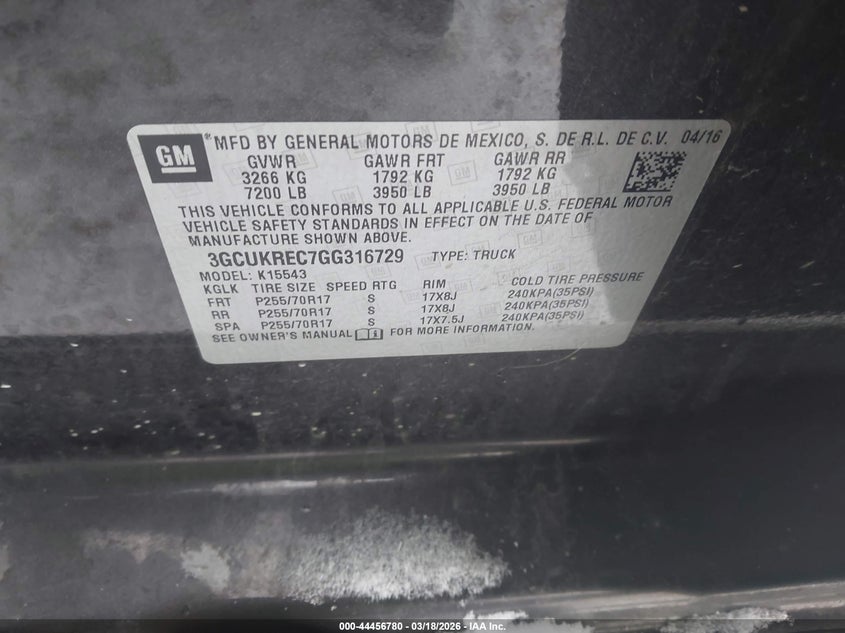 GM ® MFD BY GENERAL MOTORS DE MEXICO, S. DE R.L. DE C.V. 04/16
GVWR GAWR FRT GAWR RR
3266 KG 1792 KG 1792 KG
7200 LB 3950 LB 3950 LB
THIS VEHICLE CONFORMS TO ALL APPLICABLE U.S. FEDERAL MOTOR
VEHICLE SAFETY STANDARDS IN EFFECT ON THE DATE OF
MANUFACTURE SHOWN ABOVE.
3GCUKREC7GG316729 TYPE: TRUCK
MODEL: K15543
KGLK TIRE SIZE SPEED RTG RIM COLD TIRE PRESSURE
FRT P255/70R17 S 17X8J 240KPA(35PSI)
RR P255/70R17 S 17X8J 240KPA(35PSI)
SPA P255/70R17 S 17X7.5J 240KPA(35PSI)
SEE OWNER'S MANUAL FOR MORE INFORMATION.
000-44456780 - 03/18/2026 - IAA Inc.